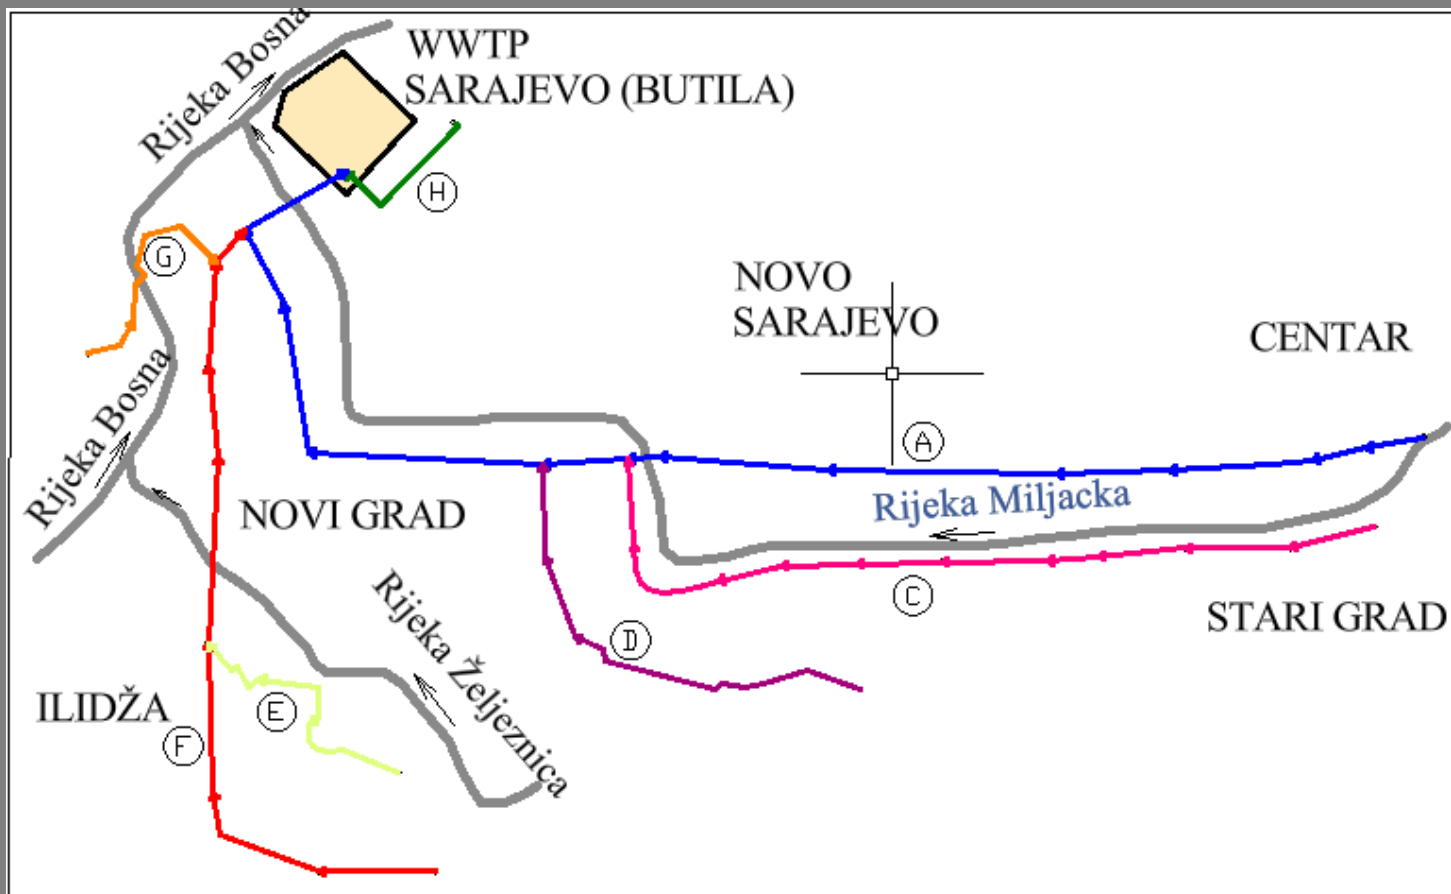 Rijeka Bosna
WWTP
SARAJEVO (BUTILA)
H
G
NOVO
SARAJEVO
CENTAR
Rijeka Bosna
A
NOVI GRAD
Rijeka Miljacka
Rijeka Željeznica
C
STARI GRAD
D
ILIDŽA
E
F